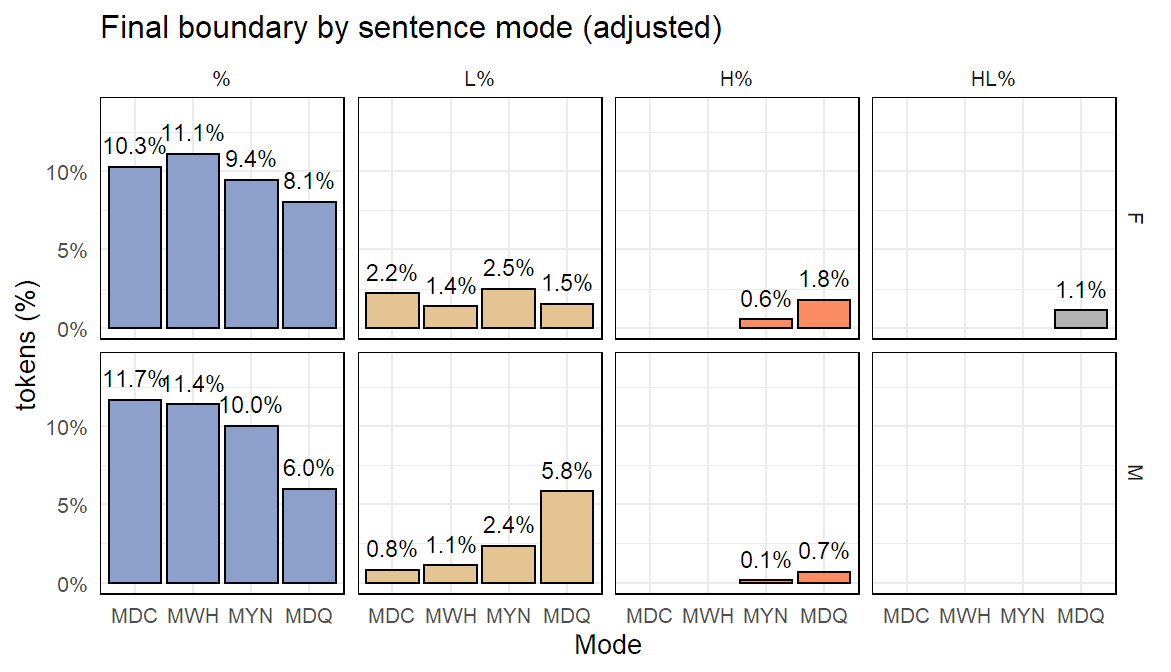 Final boundary by sentence mode (adjusted)
% L% H% HL%
10.3% 11.1% 9.4% 8.1%
2.2% 1.4% 2.5% 1.5%
0.6% 1.8%
1.1%
10%
5%
0%
F
11.7% 11.4% 10.0% 6.0%
0.8% 1.1% 2.4% 5.8%
0.1% 0.7%
10%
5%
0%
M
tokens (%)
MDC MWH MYN MDQ MDC MWH MYN MDQ MDC MWH MYN MDQ MDC MWH MYN MDQ
Mode